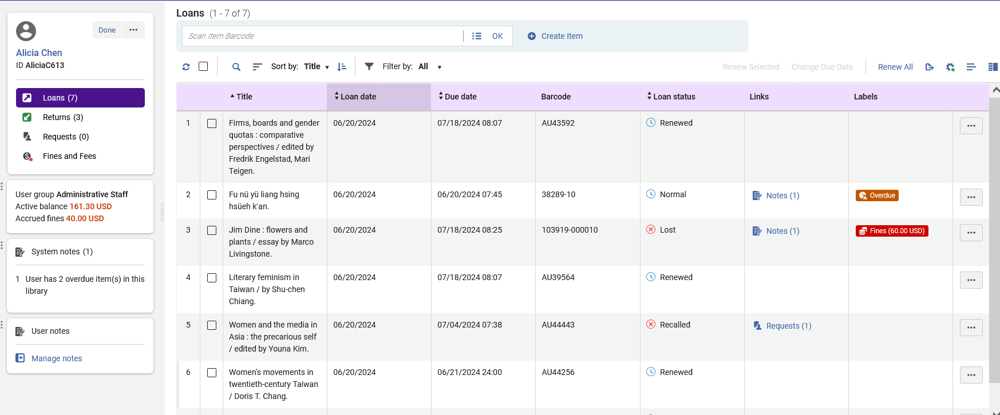 Done
Alicia Chen
ID AliciaC613
Loans (7)
Returns (3)
Requests (0)
Fines and Fees
User group Administrative Staff
Active balance 161.30 USD
Accrued fines 40.00 USD
System notes (1)
1 User has 2 overdue item(s) in this
library
User notes
Manage notes
Loans (1 - 7 of 7)
Scan Item Barcode OK Create Item
Sort by: Title Filter by: All Renew Selected Change Due Date Renew All
Title Loan date Due date Barcode Loan status Links Labels
1 Firms, boards and gender 06/20/2024 07/18/2024 08:07 AU43592 Renewed
quotas : comparative
perspectives / edited by
Fredrik Engelstad, Mari
Teigen.
2 Fu nü yü liang hsing 06/20/2024 06/20/2024 07:45 38289-10 Normal Notes (1) Overdue
hsüeh kʻan.
3 Jim Dine : flowers and 06/20/2024 07/18/2024 08:25 103919-000010 Lost Notes (1) Fines (60.00 USD)
plants / essay by Marco
Livingstone.
4 Literary feminism in 06/20/2024 07/18/2024 08:07 AU39564 Renewed
Taiwan / by Shu-chen
Chiang.
5 Women and the media in 06/20/2024 07/04/2024 07:38 AU44443 Recalled Requests (1)
Asia : the precarious self
/ edited by Youna Kim.
6 Women's movements in 06/20/2024 06/21/2024 24:00 AU44256 Renewed
twentieth-century Taiwan
/ Doris T. Chang.